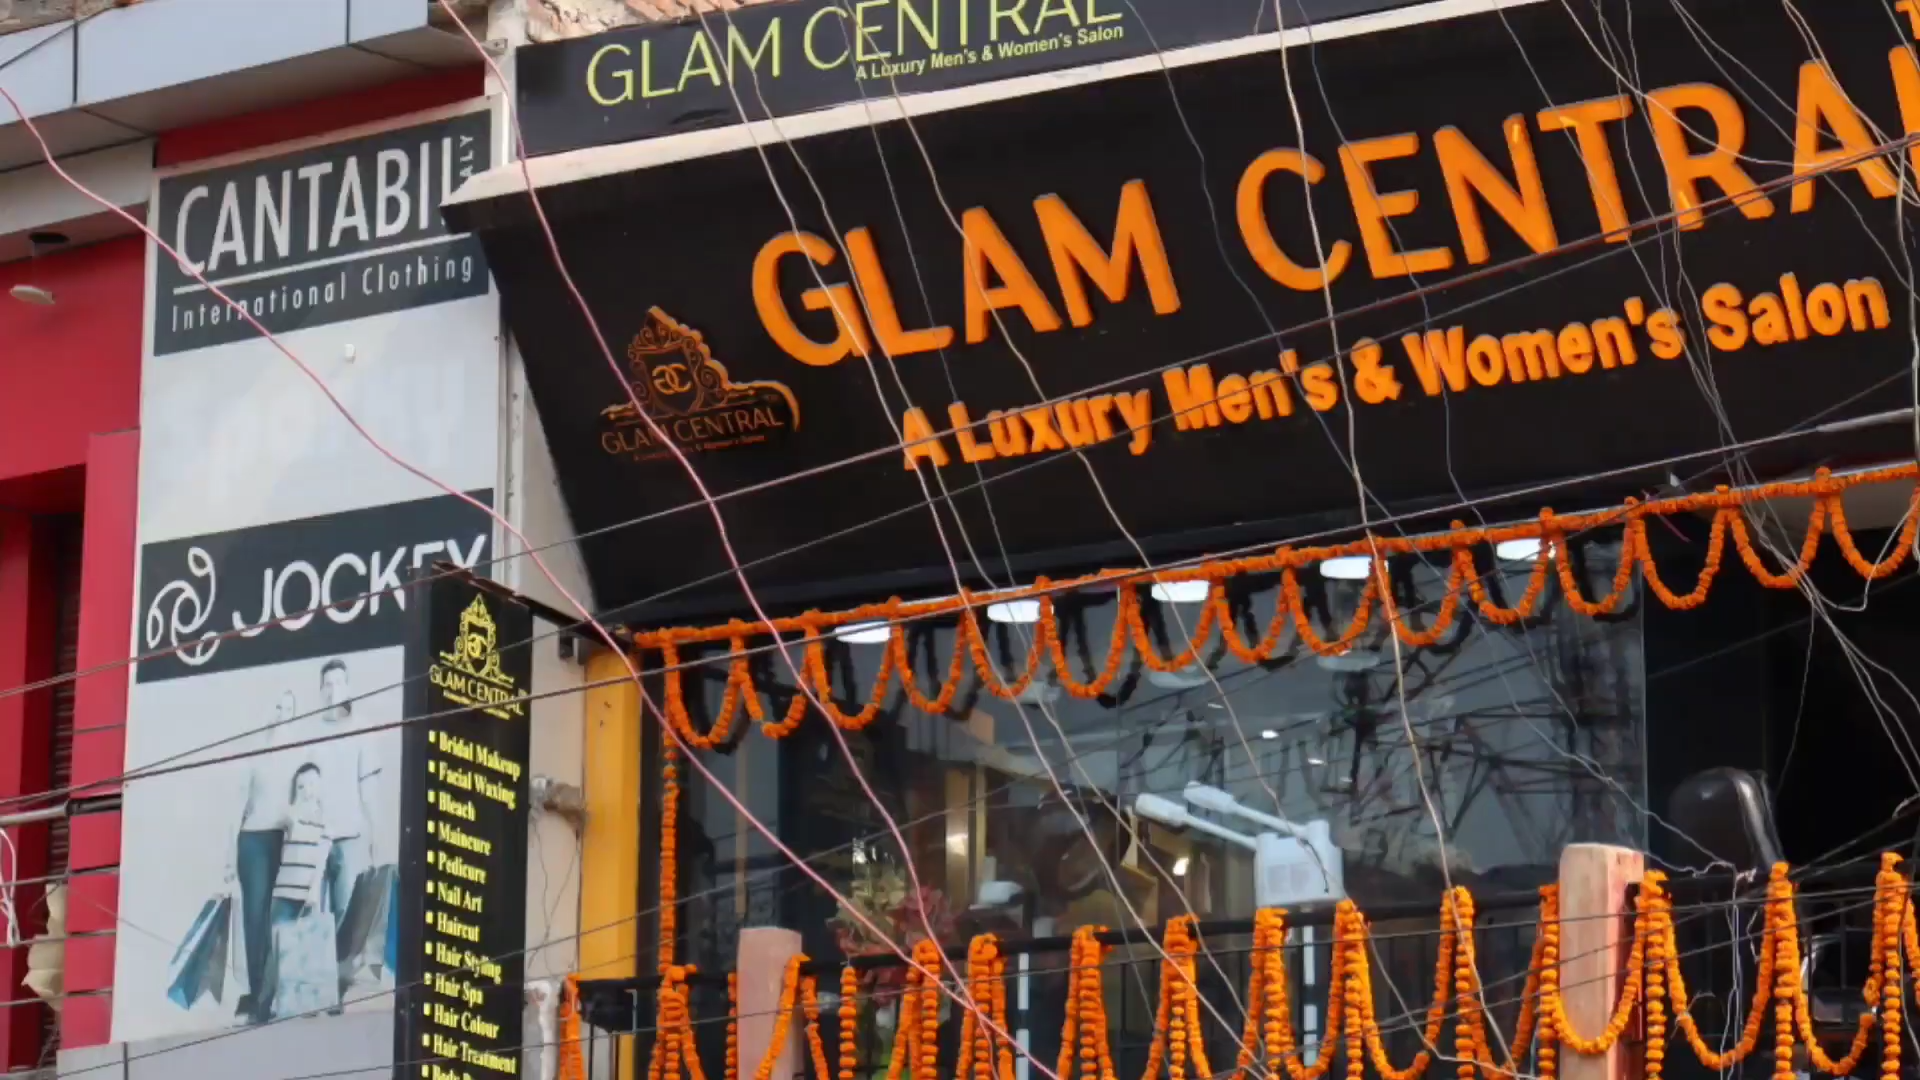 GLAM CENTRAL
A Luxury Men's & Women's Salon
CANTABIL
International Clothing
GLAM CENTRAL
A Luxury Men's & Women's Salon
GC
GLAM CENTRAL
JOCKEY
GC
GLAM CENTRAL
Bridal Makeup
Facial Waxing
Bleach
Maincure
Pedicure
Nail Art
Haircut
Hair Styling
Hair Spa
Hair Colour
Hair Treatment